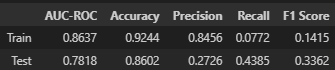 AUC-ROC Accuracy Precision Recall F1 Score
Train 0.8637 0.9244 0.8456 0.0772 0.1415
Test 0.7818 0.8602 0.2726 0.4385 0.3362